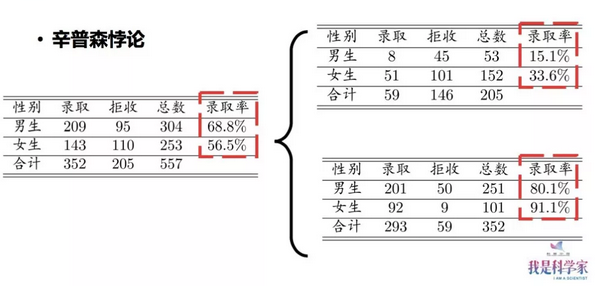 • 辛普森悖论
性别 录取 拒收 总数 录取率
男生 209 95 304 68.8%
女生 143 110 253 56.5%
合计 352 205 557
性别 录取 拒收 总数 录取率
男生 8 45 53 15.1%
女生 51 101 152 33.6%
合计 59 146 205
性别 录取 拒收 总数 录取率
男生 201 50 251 80.1%
女生 92 9 101 91.1%
合计 293 59 352
我是科学家
I AM A SCIENTIST